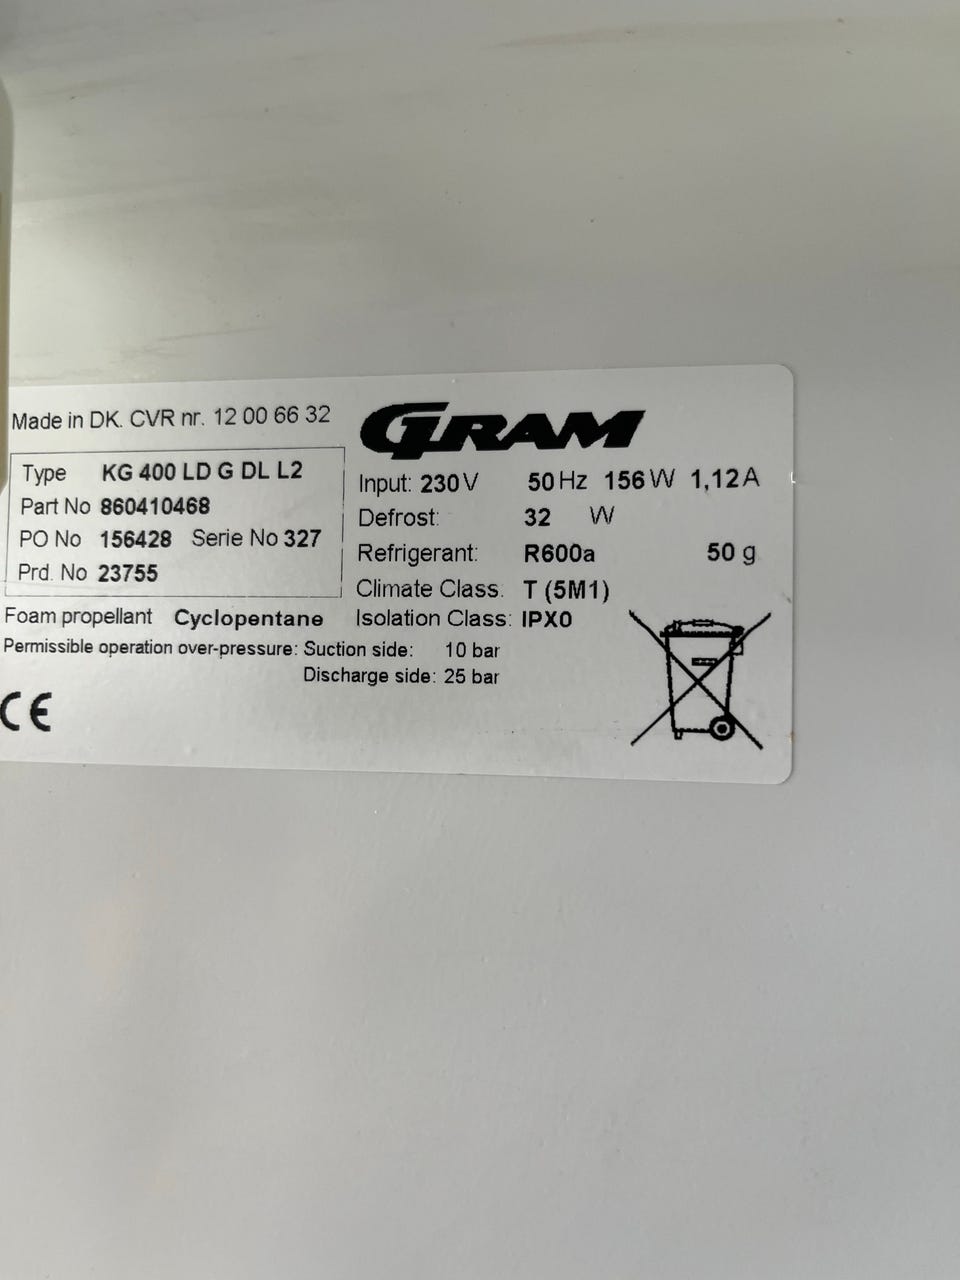 Made in DK. CVR nr. 12 00 66 32
GRAM
Type KG 400 LD G DL L2
Part No 860410468
PO No 156428 Serie No 327
Prd. No 23755
Input: 230 V 50 Hz 156 W 1,12 A
Defrost: 32 W
Refrigerant: R600a 50 g
Climate Class. T (5M1)
Foam propellant Cyclopentane
Isolation Class: IPX0
Permissible operation over-pressure: Suction side: 10 bar
Discharge side: 25 bar
CE